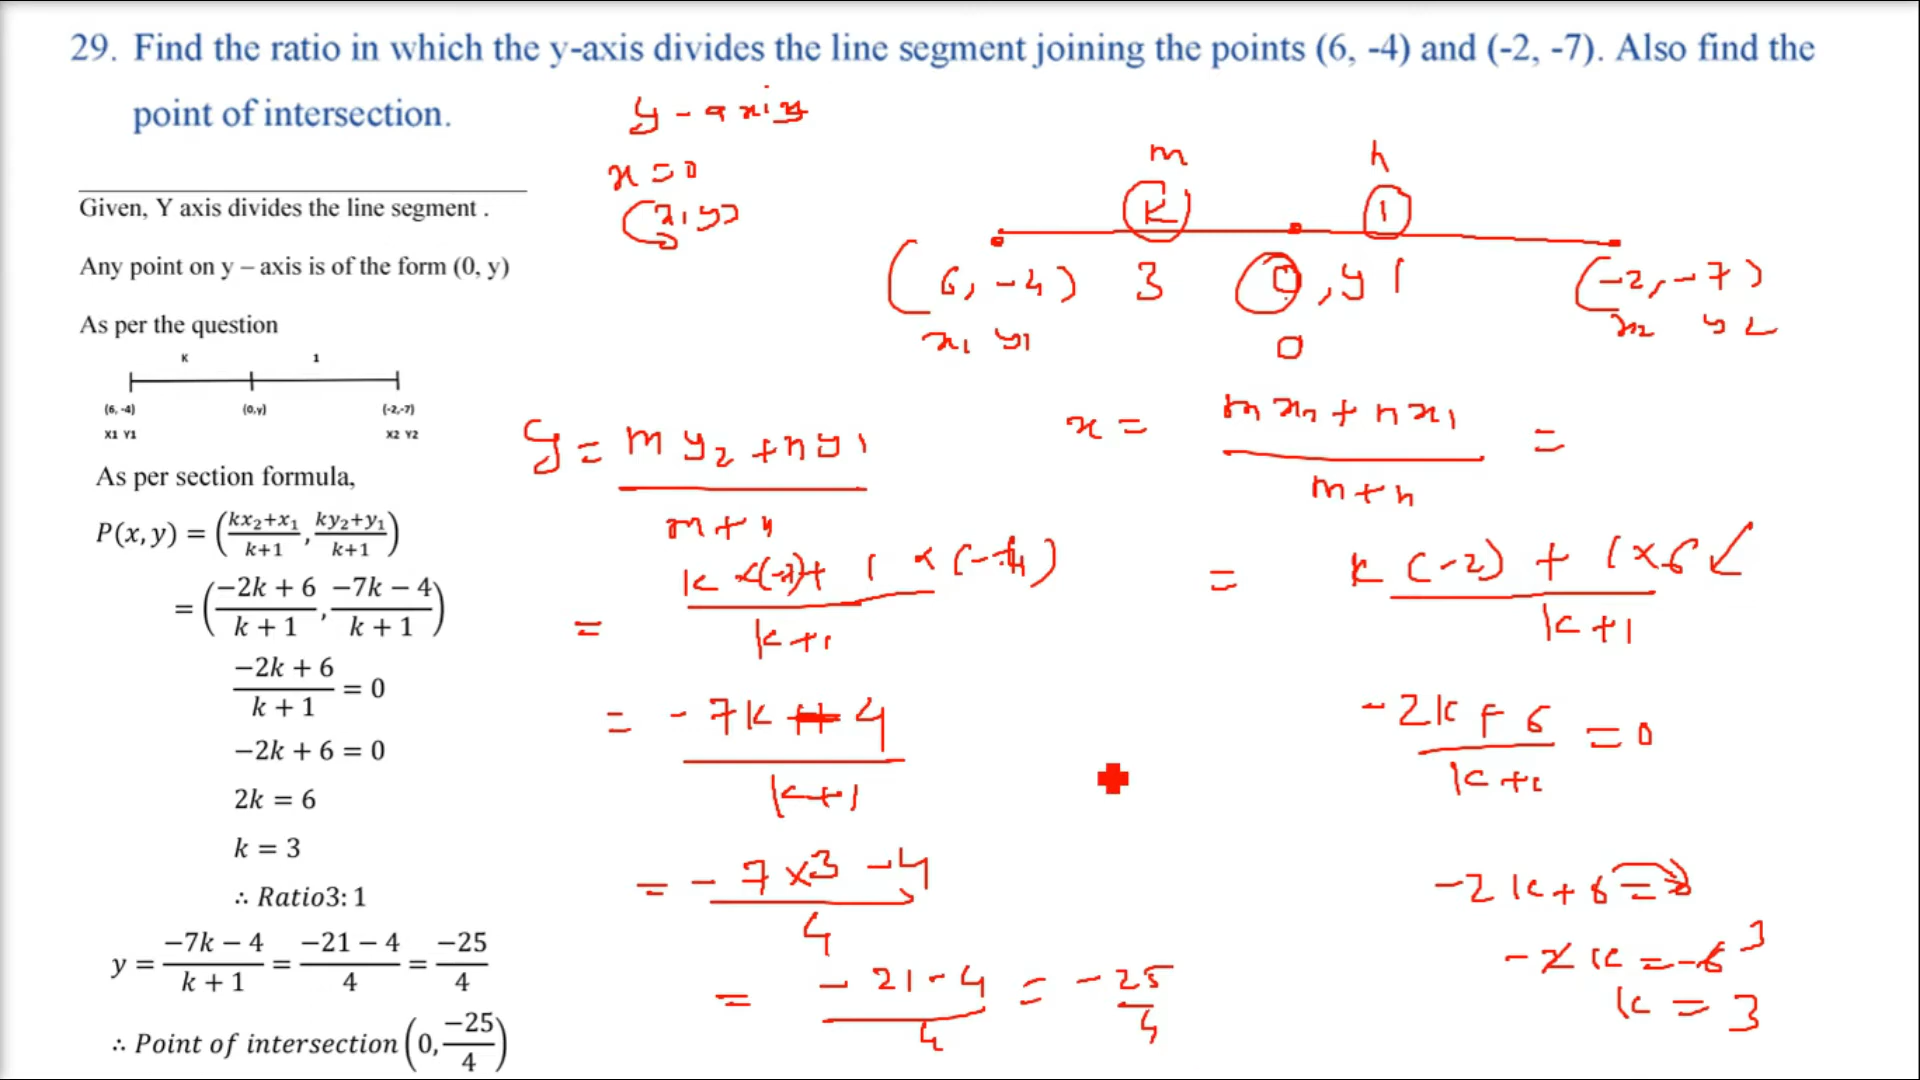 29. Find the ratio in which the y-axis divides the line segment joining the points (6, -4) and (-2, -7). Also find the
point of intersection.
Given, Y axis divides the line segment .
Any point on y – axis is of the form (0, y)
As per the question
K 1
(6, -4) (0,y) (-2,-7)
X1 Y1 X2 Y2
As per section formula,
P(x, y) = ((kx₂+x₁)/(k+1), (ky₂+y₁)/(k+1))
= ((−2k + 6)/(k + 1), (−7k − 4)/(k + 1))
(−2k + 6)/(k + 1) = 0
−2k + 6 = 0
2k = 6
k = 3
∴ Ratio3: 1
y = (−7k − 4)/(k + 1) = (−21 − 4)/4 = −25/4
∴ Point of intersection (0, −25/4)
y - axis
x = 0
(x, y)
m n
K 1
(6, -4) 3 0, y 1 (-2, -7)
x1 y1 0 x2 y2
y = (m y2 + n y1)/(m+n)
= (k ×(-7)+ 1 × (-4))/(k+1)
= (- 7k - 4)/(k+1)
= (- 7 ×3 - 4)/4
= (- 21 - 4)/4 = - 25/4
x = (m x2 + n x1)/(m+n) =
= (k (-2) + 1×6)/(k+1)
(-2k + 6)/(k+1) = 0
-2k + 6 = 0
-2k = -6 3
k = 3